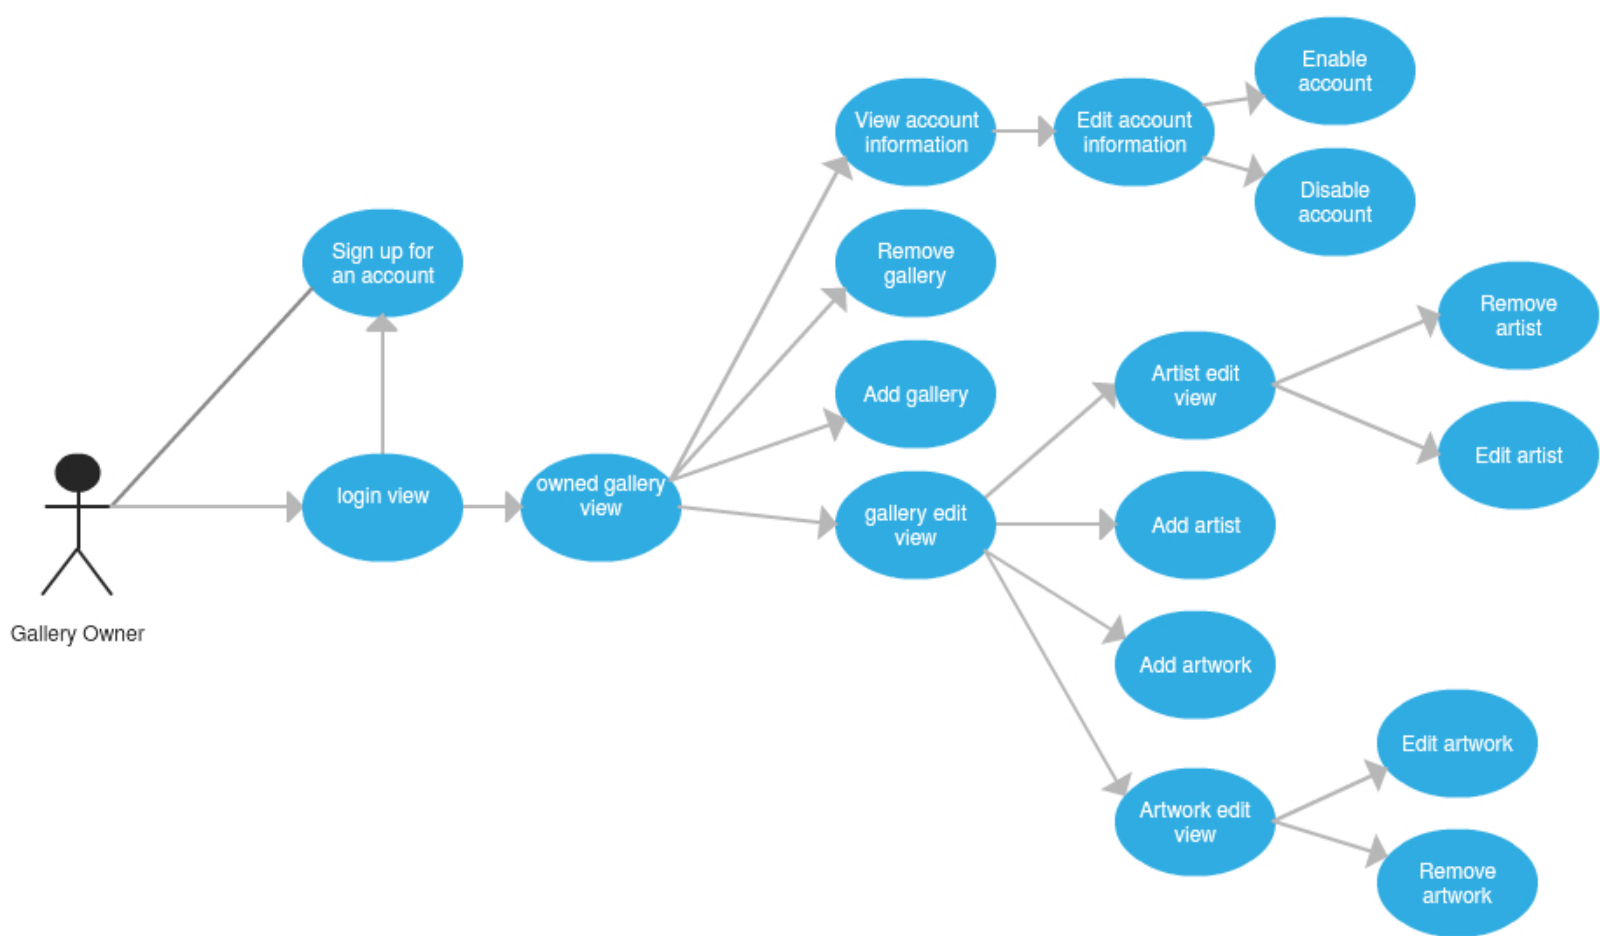 Enable
account
View account
information
Edit account
information
Disable
account
Sign up for
an account
Remove
gallery
Remove
artist
Add gallery
Artist edit
view
Edit artist
login view
owned gallery
view
gallery edit
view
Add artist
Gallery Owner
Add artwork
Edit artwork
Artwork edit
view
Remove
artwork